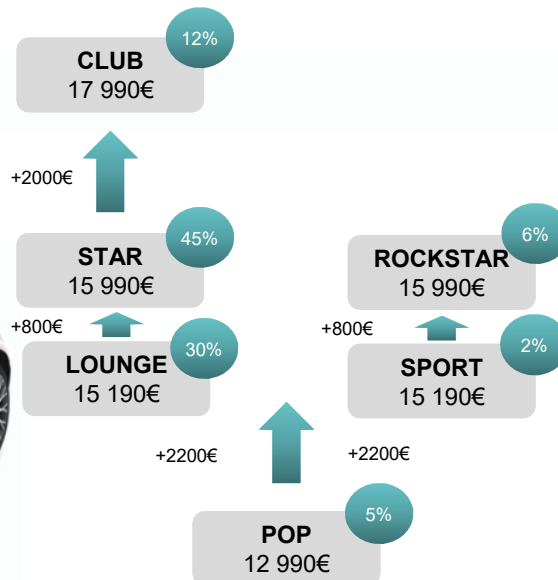 12%
CLUB
17 990€
+2000€
45%
STAR
15 990€
6%
ROCKSTAR
15 990€
+800€
+800€
30%
LOUNGE
15 190€
2%
SPORT
15 190€
+2200€
+2200€
5%
POP
12 990€